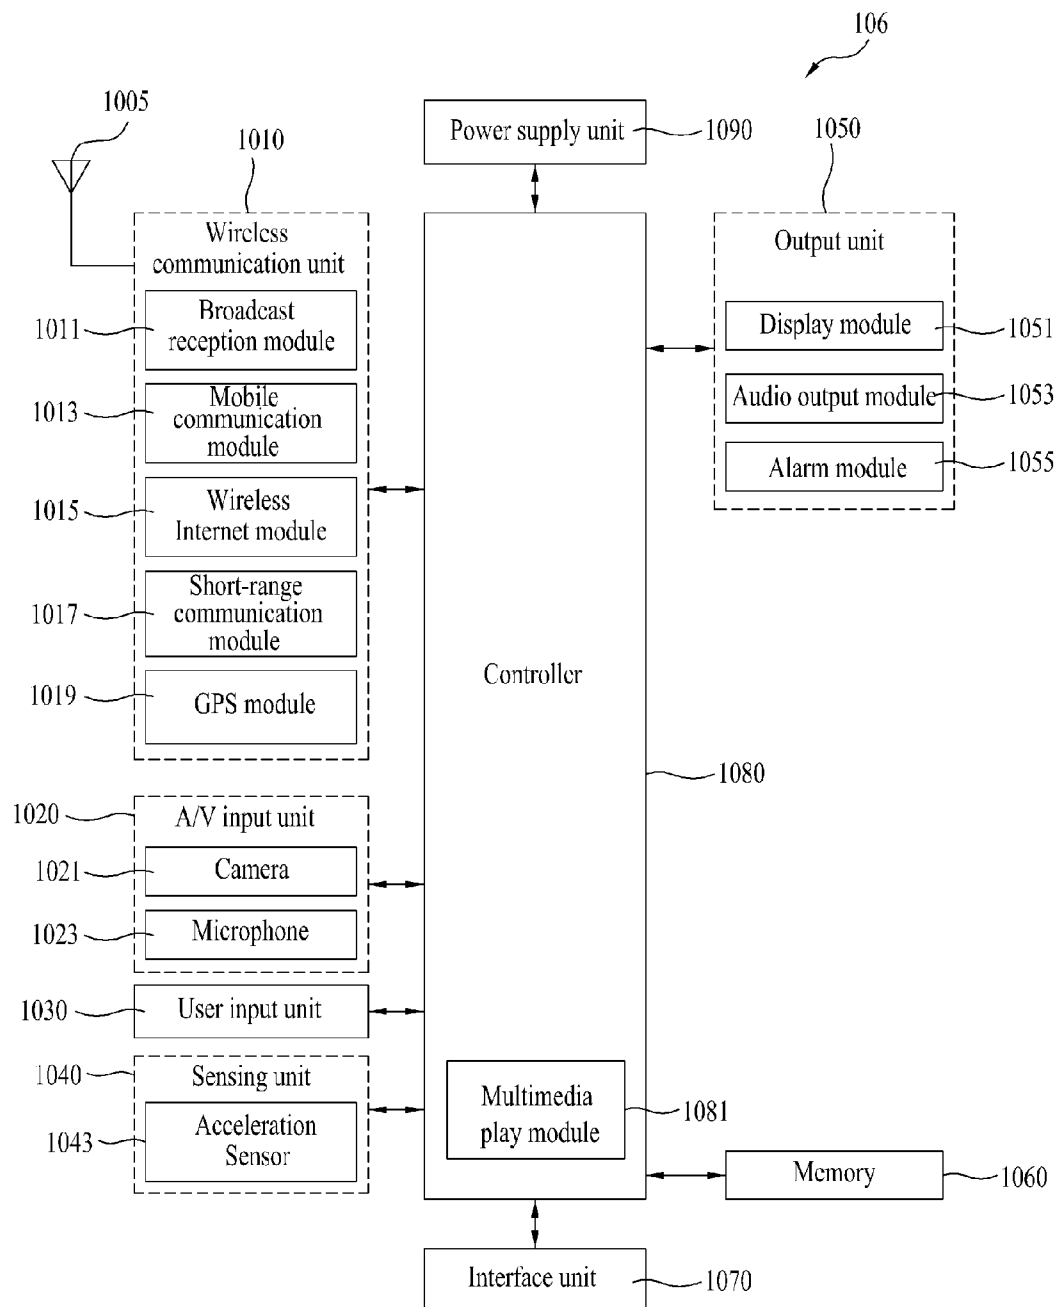 106
1005
1010
Power supply unit
1090
1050
Wireless
communication unit
Output unit
1011
Broadcast
reception module
Display module
1051
1013
Mobile
communication
module
Audio output module
1053
Alarm module
1055
1015
Wireless
Internet module
1017
Short-range
communication
module
1019
GPS module
Controller
1080
1020
A/V input unit
1021
Camera
1023
Microphone
1030
User input unit
1040
Sensing unit
1043
Acceleration
Sensor
Multimedia
play module
1081
Memory
1060
Interface unit
1070